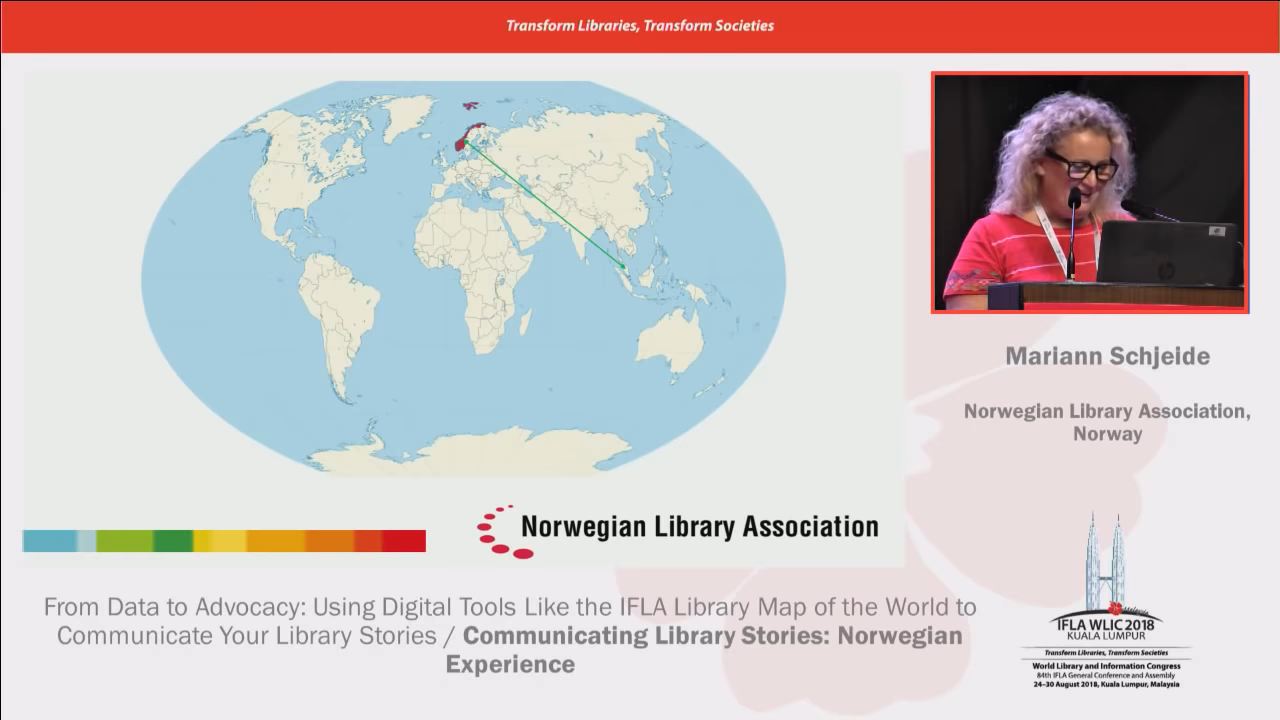 Transform Libraries, Transform Societies
Mariann Schjeide
Norwegian Library Association,
Norway
Norwegian Library Association
From Data to Advocacy: Using Digital Tools Like the IFLA Library Map of the World to
Communicate Your Library Stories / Communicating Library Stories: Norwegian
Experience
Malaysia
IFLA WLIC 2018
KUALA LUMPUR
Transform Libraries, Transform Societies
World Library and Information Congress
84th IFLA General Conference and Assembly
24–30 August 2018, Kuala Lumpur, Malaysia